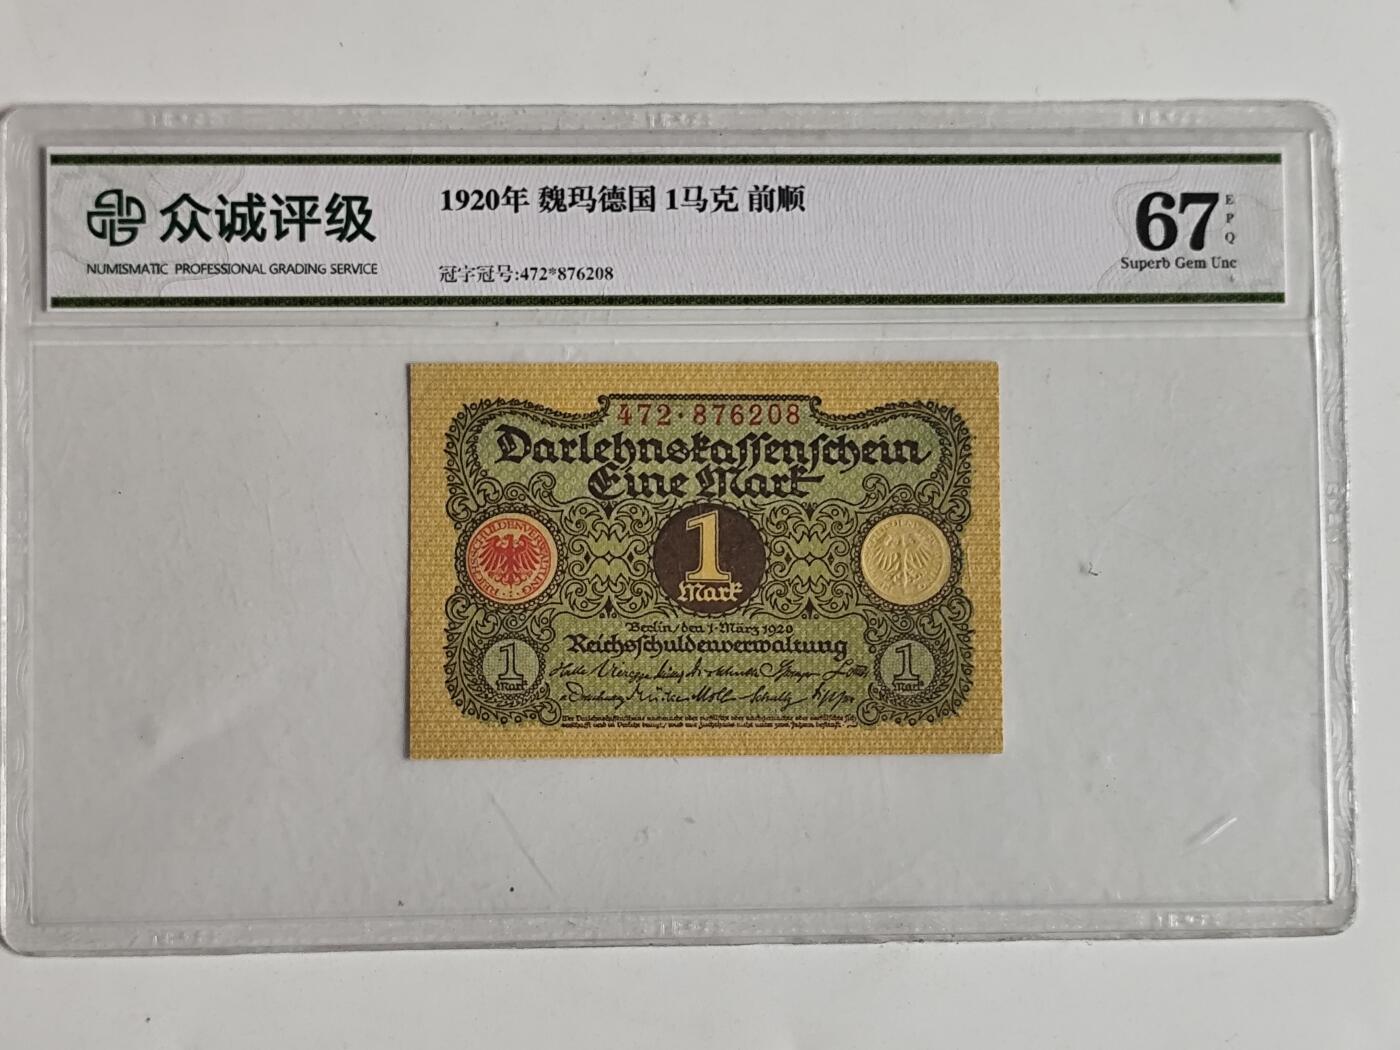 众诚评级
NUMISMATIC PROFESSIONAL GRADING SERVICE
1920年 魏玛德国 1马克 前顺
冠字冠号:472*876208
67
EPQ
Superb Gem Unc
472·876208
Darlehnskassenschein
Eine Mark
REICHSSCHULDENVERWALTUNG
1
Mark
Berlin, den 1. März 1920
Reichsschuldenverwaltung
1
Mark
1
Mark